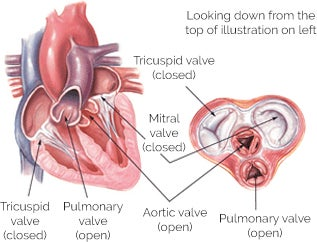 Looking down from the
top of illustration on left
Tricuspid valve
(closed)
Mitral
valve
(closed)
Tricuspid
valve
(closed)
Pulmonary
valve
(open)
Aortic valve
(open)
Pulmonary valve
(open)